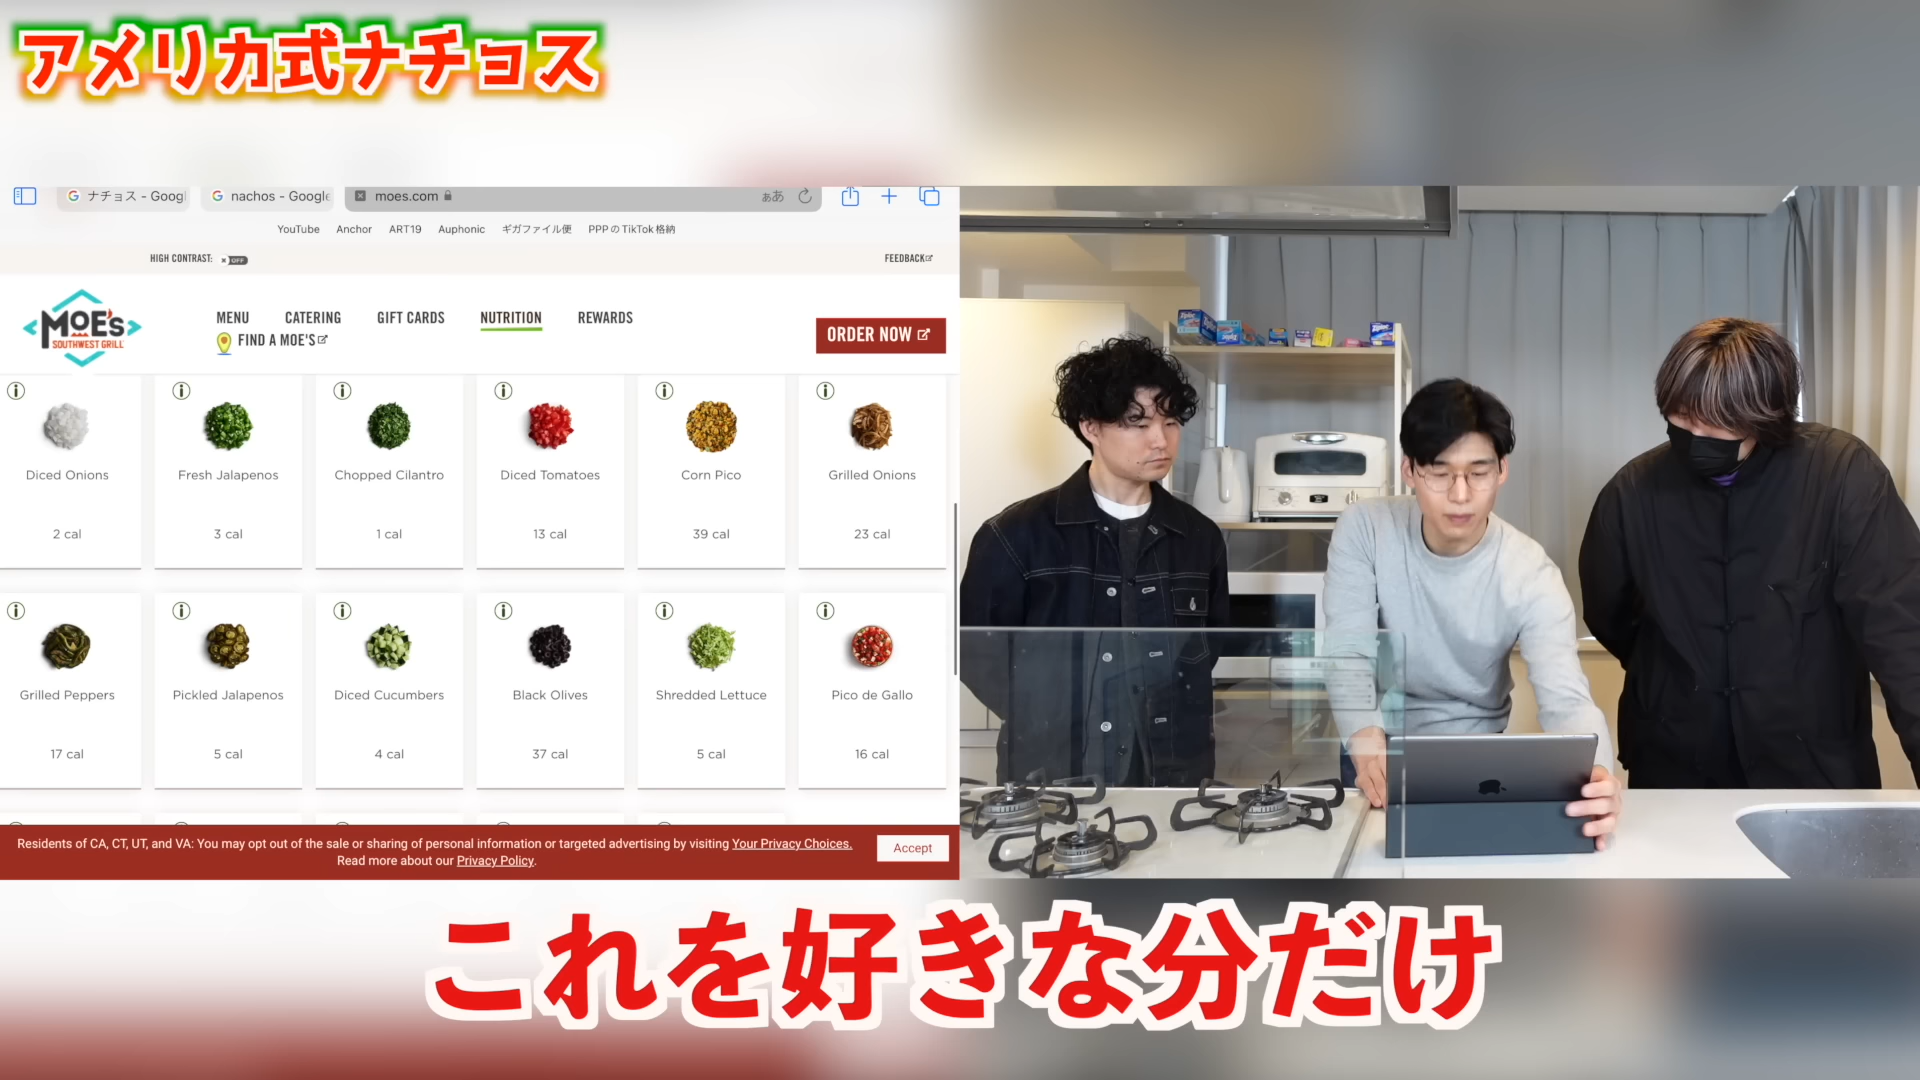 アメリカ式ナチョス
ナチョス - Googl
nachos - Google
moes.com
ぁあ
YouTube Anchor ART19 Auphonic ギガファイル便 PPPのTikTok格納
HIGH CONTRAST: OFF
FEEDBACK
MOE'S
SOUTHWEST GRILL
MENU CATERING GIFT CARDS NUTRITION REWARDS
FIND A MOE'S
ORDER NOW
Diced Onions Fresh Jalapenos Chopped Cilantro Diced Tomatoes Corn Pico Grilled Onions
2 cal 3 cal 1 cal 13 cal 39 cal 23 cal
Grilled Peppers Pickled Jalapenos Diced Cucumbers Black Olives Shredded Lettuce Pico de Gallo
17 cal 5 cal 4 cal 37 cal 5 cal 16 cal
Residents of CA, CT, UT, and VA: You may opt out of the sale or sharing of personal information or targeted advertising by visiting Your Privacy Choices.
Read more about our Privacy Policy.
Accept
Ziploc
これを好きな分だけ